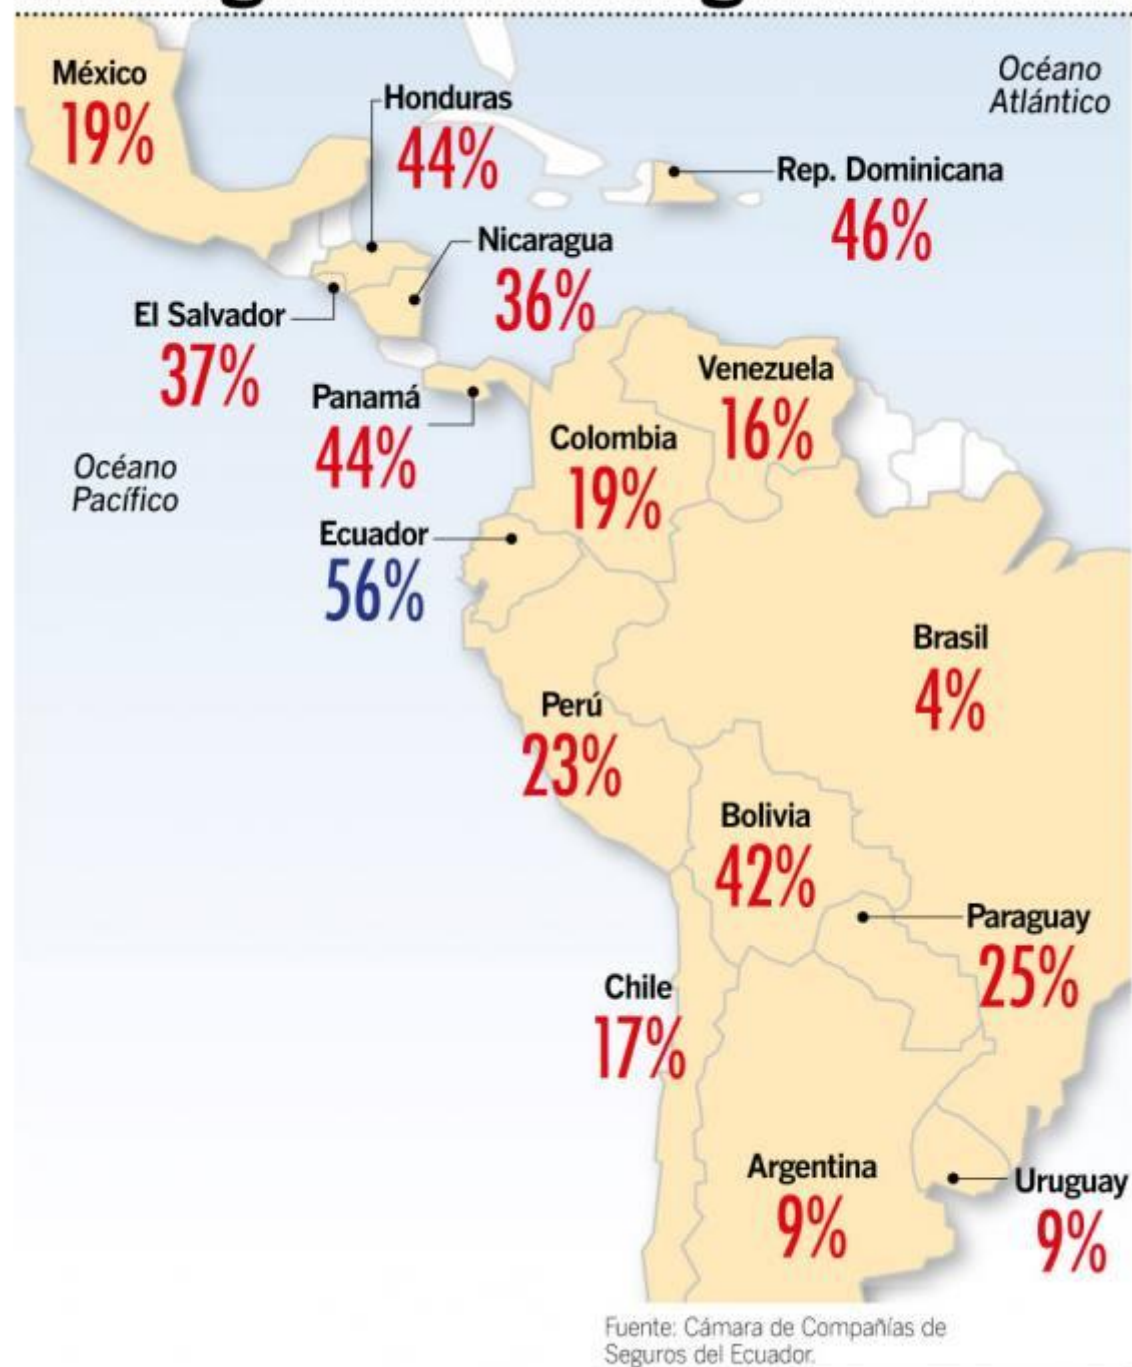 México
19%
Honduras
44%
Océano
Atlántico
Rep. Dominicana
46%
Nicaragua
36%
El Salvador
37%
Panamá
44%
Venezuela
16%
Colombia
19%
Océano
Pacífico
Ecuador
56%
Brasil
4%
Perú
23%
Bolivia
42%
Paraguay
25%
Chile
17%
Argentina
9%
Uruguay
9%
Fuente: Cámara de Compañías de
Seguros del Ecuador.